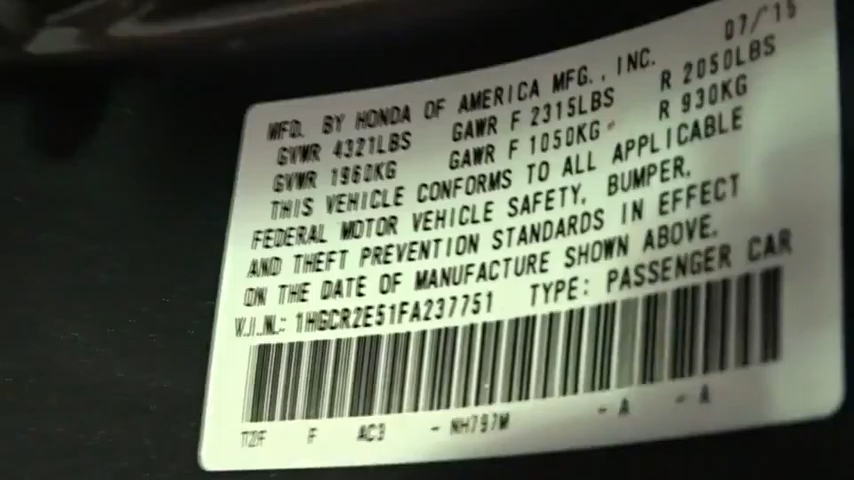 MFD. BY HONDA OF AMERICA MFG., INC. 07/'15
GVWR 4321LBS GAWR F 2315LBS R 2050LBS
GVWR 1960KG GAWR F 1050KG R 930KG
THIS VEHICLE CONFORMS TO ALL APPLICABLE
FEDERAL MOTOR VEHICLE SAFETY, BUMPER,
AND THEFT PREVENTION STANDARDS IN EFFECT
ON THE DATE OF MANUFACTURE SHOWN ABOVE.
V.I.N.: 1HGCR2E51FA237751 TYPE: PASSENGER CAR
T2F F AC3 - NH797M - A - A